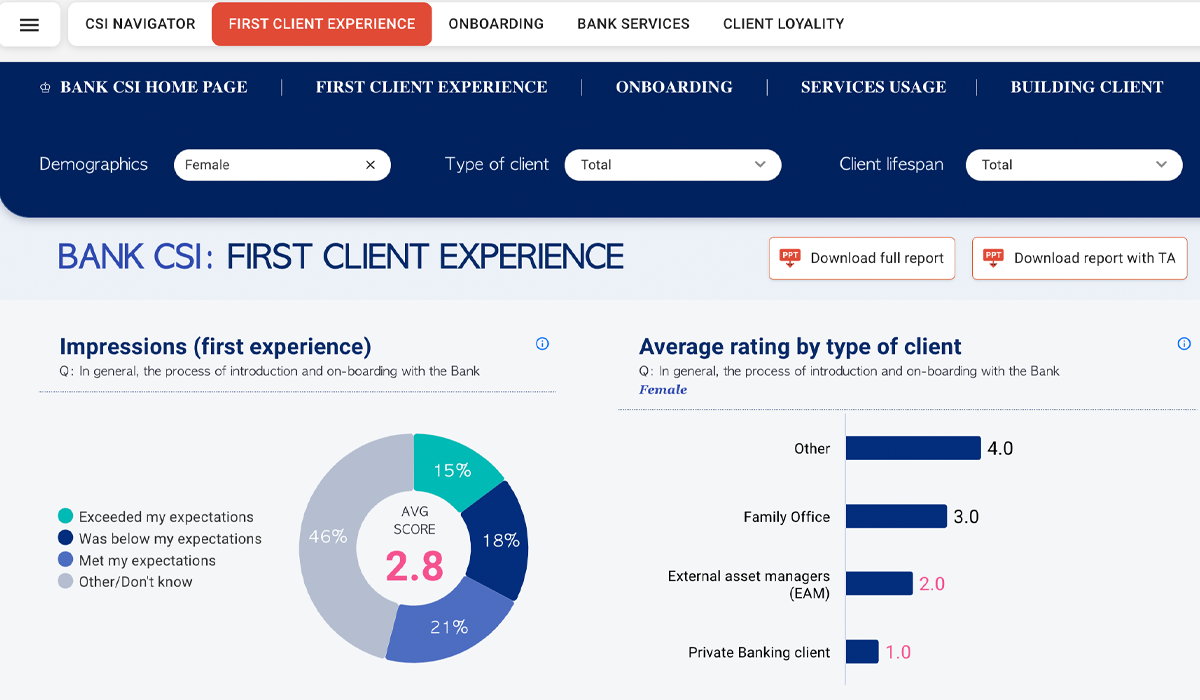 CSI NAVIGATOR
FIRST CLIENT EXPERIENCE
ONBOARDING
BANK SERVICES
CLIENT LOYALITY
BANK CSI HOME PAGE
FIRST CLIENT EXPERIENCE
ONBOARDING
SERVICES USAGE
BUILDING CLIENT
Demographics
Female
Type of client
Total
Client lifespan
Total
BANK CSI: FIRST CLIENT EXPERIENCE
PPT
Download full report
PPT
Download report with TA
Impressions (first experience)
Q: In general, the process of introduction and on-boarding with the Bank
Exceeded my expectations
Was below my expectations
Met my expectations
Other/Don't know
15%
18%
21%
46%
AVG
SCORE
2.8
Average rating by type of client
Q: In general, the process of introduction and on-boarding with the Bank
Female
Other
4.0
Family Office
3.0
External asset managers
(EAM)
2.0
Private Banking client
1.0